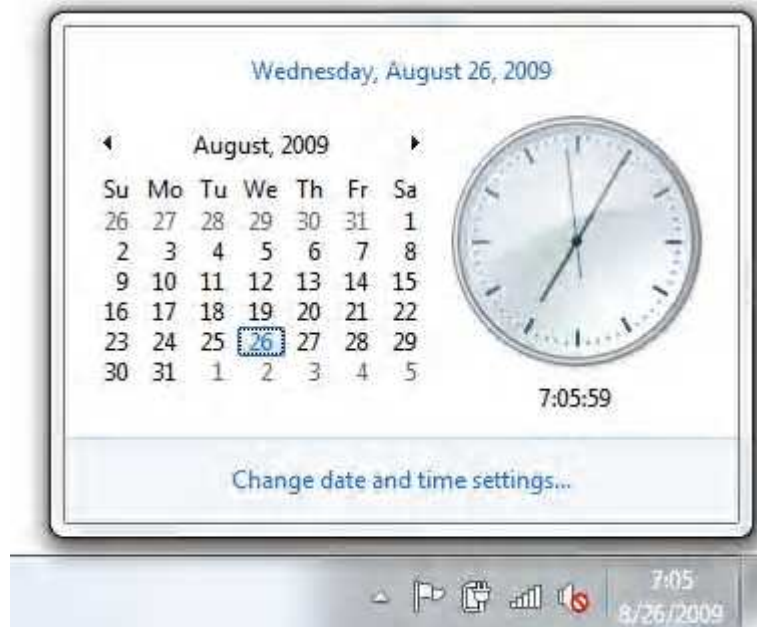 Wednesday, August 26, 2009
August, 2009
Su Mo Tu We Th Fr Sa
26 27 28 29 30 31 1
2 3 4 5 6 7 8
9 10 11 12 13 14 15
16 17 18 19 20 21 22
23 24 25 26 27 28 29
30 31 1 2 3 4 5
7:05:59
Change date and time settings...
7:05
8/26/2009